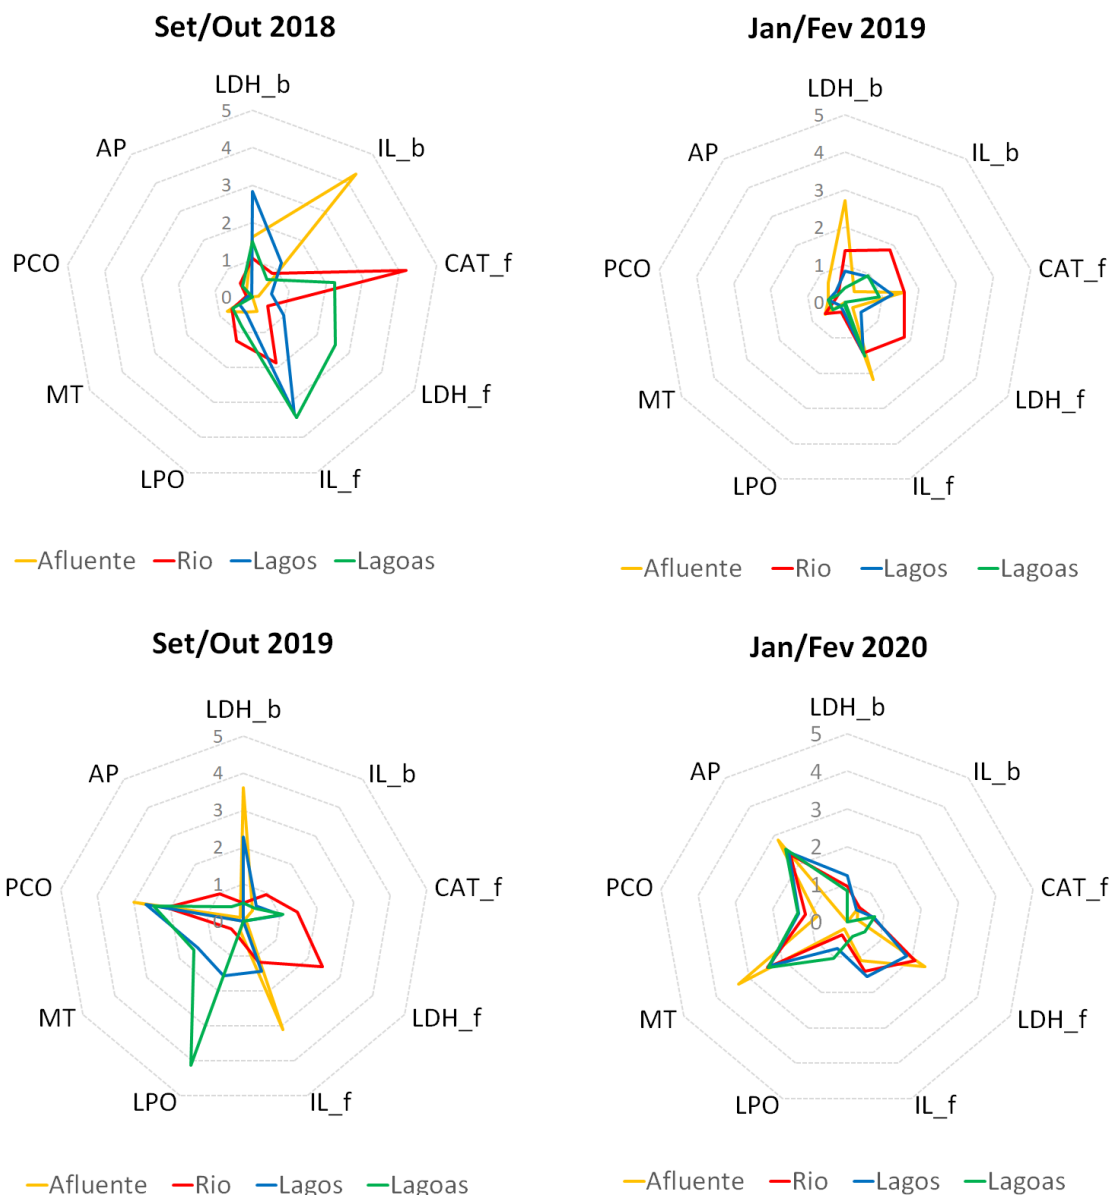 Set/Out 2018
LDH_b
IL_b
CAT_f
LDH_f
IL_f
LPO
MT
PCO
AP
5
4
3
2
1
0
Afluente Rio Lagos Lagoas
Jan/Fev 2019
LDH_b
IL_b
CAT_f
LDH_f
IL_f
LPO
MT
PCO
AP
5
4
3
2
1
0
Afluente Rio Lagos Lagoas
Set/Out 2019
LDH_b
IL_b
CAT_f
LDH_f
IL_f
LPO
MT
PCO
AP
5
4
3
2
1
0
Afluente Rio Lagos Lagoas
Jan/Fev 2020
LDH_b
IL_b
CAT_f
LDH_f
IL_f
LPO
MT
PCO
AP
5
4
3
2
1
0
Afluente Rio Lagos Lagoas